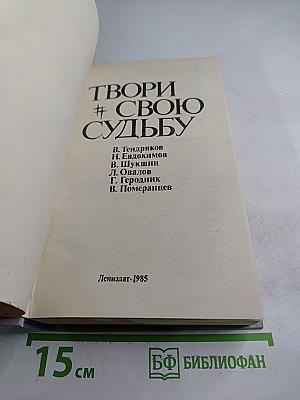 ТВОРИ
# СВОЮ
СУДЬБУ
В. Тендряков
Н. Евдокимов
В. Шукшин
Л. Овалов
Г. Геродник
В. Померанцев
Лениздат·1985
15 см
БФ БИБЛИОФАН